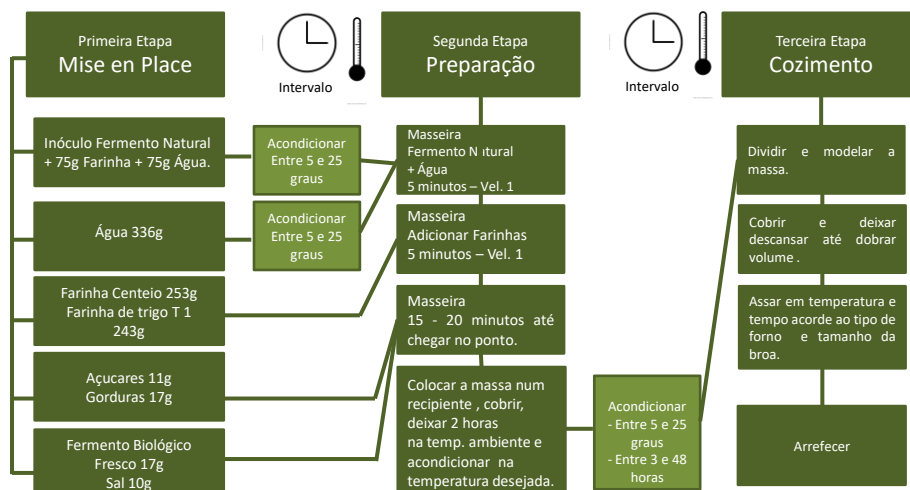 Primeira Etapa
Mise en Place
Inóculo Fermento Natural
+ 75g Farinha + 75g Água.
Água 336g
Farinha Centeio 253g
Farinha de trigo T 1
243g
Açucares 11g
Gorduras 17g
Fermento Biológico
Fresco 17g
Sal 10g
Intervalo
Acondicionar
Entre 5 e 25
graus
Acondicionar
Entre 5 e 25
graus
Segunda Etapa
Preparação
Masseira
Fermento Natural
+ Água
5 minutos – Vel. 1
Masseira
Adicionar Farinhas
5 minutos – Vel. 1
Masseira
15 - 20 minutos até
chegar no ponto.
Colocar a massa num
recipiente , cobrir,
deixar 2 horas
na temp. ambiente e
acondicionar na
temperatura desejada.
Intervalo
Acondicionar
- Entre 5 e 25
graus
- Entre 3 e 48
horas
Terceira Etapa
Cozimento
Dividir e modelar a
massa.
Cobrir e deixar
descansar até dobrar
volume .
Assar em temperatura e
tempo acorde ao tipo de
forno e tamanho da
broa.
Arrefecer